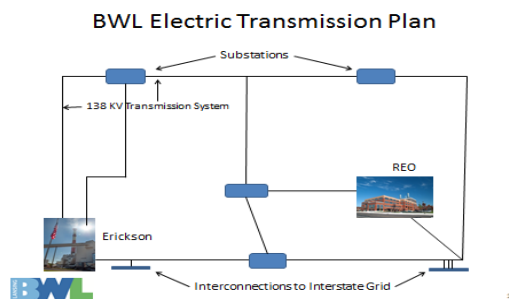 BWL Electric Transmission Plan
Substations
138 KV Transmission System
REO
Erickson
Interconnections to Interstate Grid
BWL